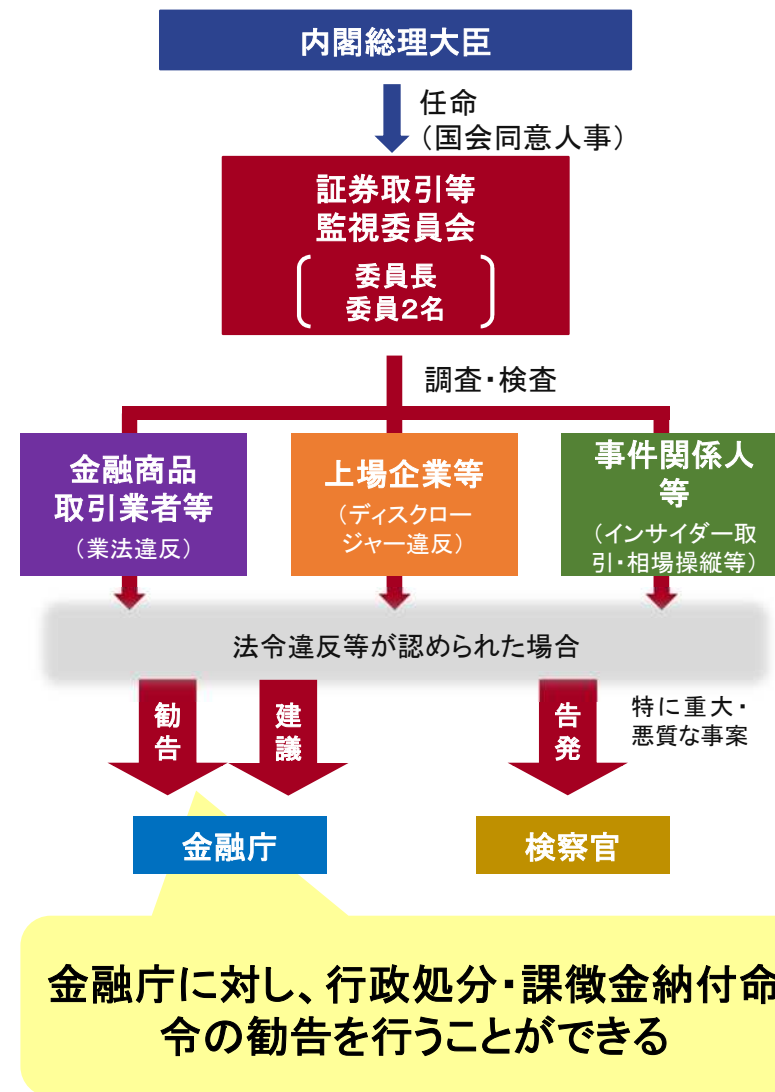 内閣総理大臣
任命
（国会同意人事）
証券取引等
監視委員会
委員長
委員２名
調査・検査
金融商品
取引業者等
（業法違反）
上場企業等
（ディスクロー
ジャー違反）
事件関係人
等
（インサイダー取
引・相場操縦等）
法令違反等が認められた場合
勧告
建議
告発
特に重大・
悪質な事案
金融庁
検察官
金融庁に対し、行政処分・課徴金納付命
令の勧告を行うことができる